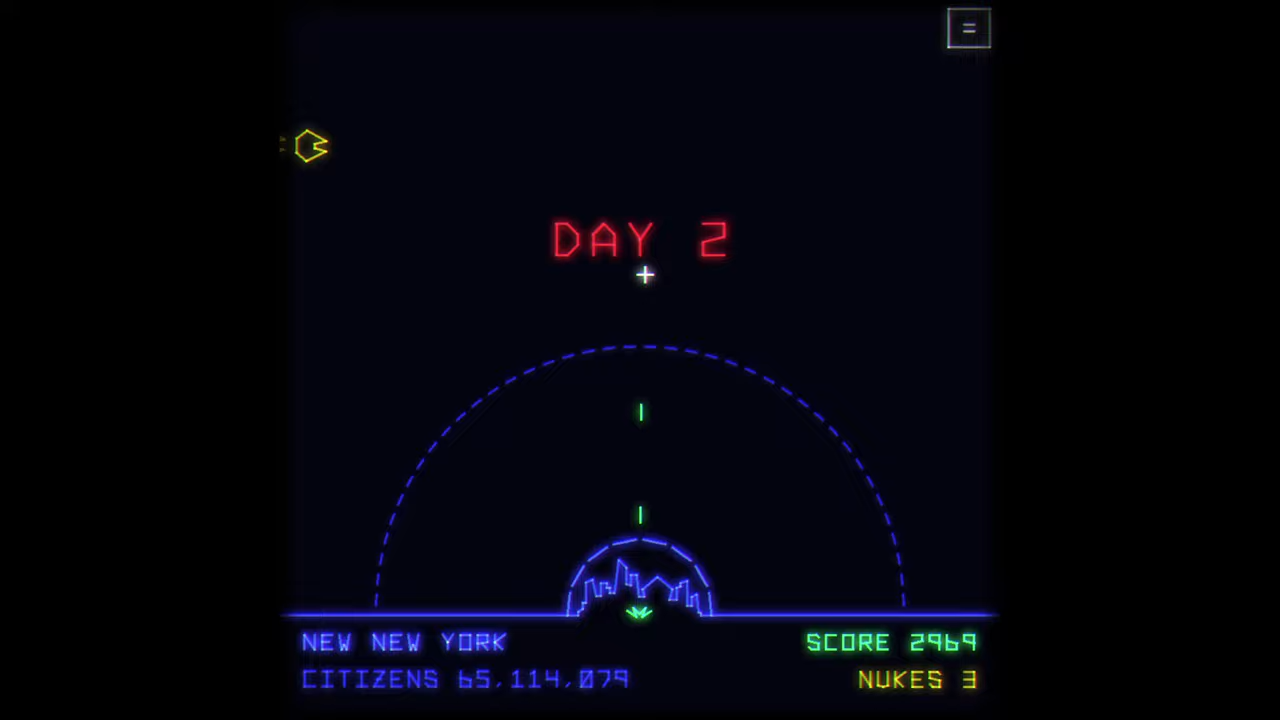 =
DAY 2
NEW NEW YORK
SCORE 2969
CITIZENS 65,114,079
NUKES 3